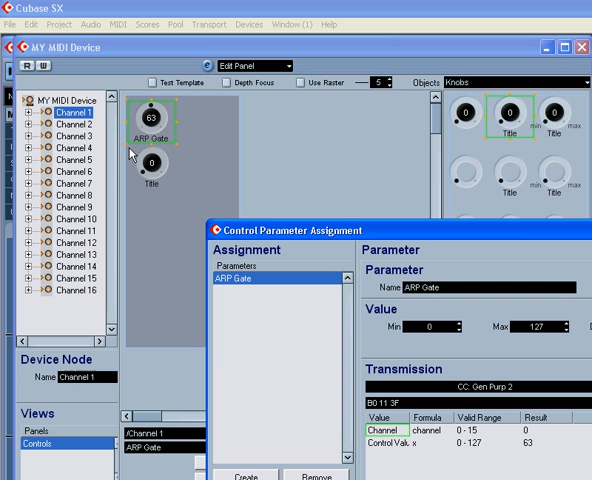 Cubase SX
File Edit Project Audio MIDI Scores Pool Transport Devices Window (1) Help
MY MIDI Device
R W e Edit Panel
Test Template Depth Focus Use Raster 5 Objects Knobs
MY MIDI Device
Channel 1
Channel 2
Channel 3
Channel 4
Channel 5
Channel 6
Channel 7
Channel 8
Channel 9
Channel 10
Channel 11
Channel 12
Channel 13
Channel 14
Channel 15
Channel 16
63
ARP Gate
0
Title
0 0 0
Title min max
Title min max
Device Node
Name Channel 1
Views
Panels
Controls
/Channel 1
ARP Gate
Control Parameter Assignment
Assignment
Parameters
ARP Gate
Create Remove
Parameter
Parameter
Name ARP Gate
Value
Min 0 Max 127
Transmission
CC: Gen Purp 2
B0 11 3F
Value Formula Valid Range Result
Channel channel 0 - 15 0
Control Valu x 0 - 127 63